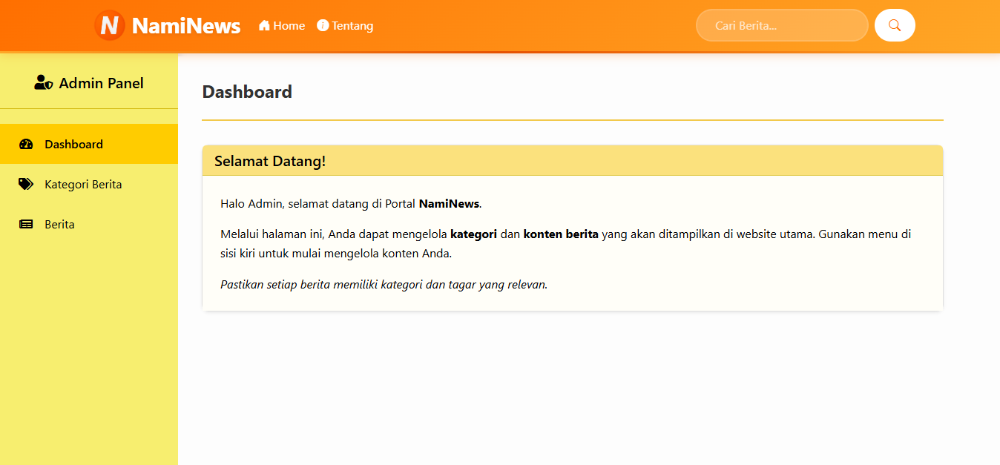 N NamiNews Home Tentang Cari Berita...
Admin Panel
Dashboard
Kategori Berita
Berita
Dashboard
Selamat Datang!
Halo Admin, selamat datang di Portal NamiNews.
Melalui halaman ini, Anda dapat mengelola kategori dan konten berita yang akan ditampilkan di website utama. Gunakan menu di
sisi kiri untuk mulai mengelola konten Anda.
Pastikan setiap berita memiliki kategori dan tagar yang relevan.